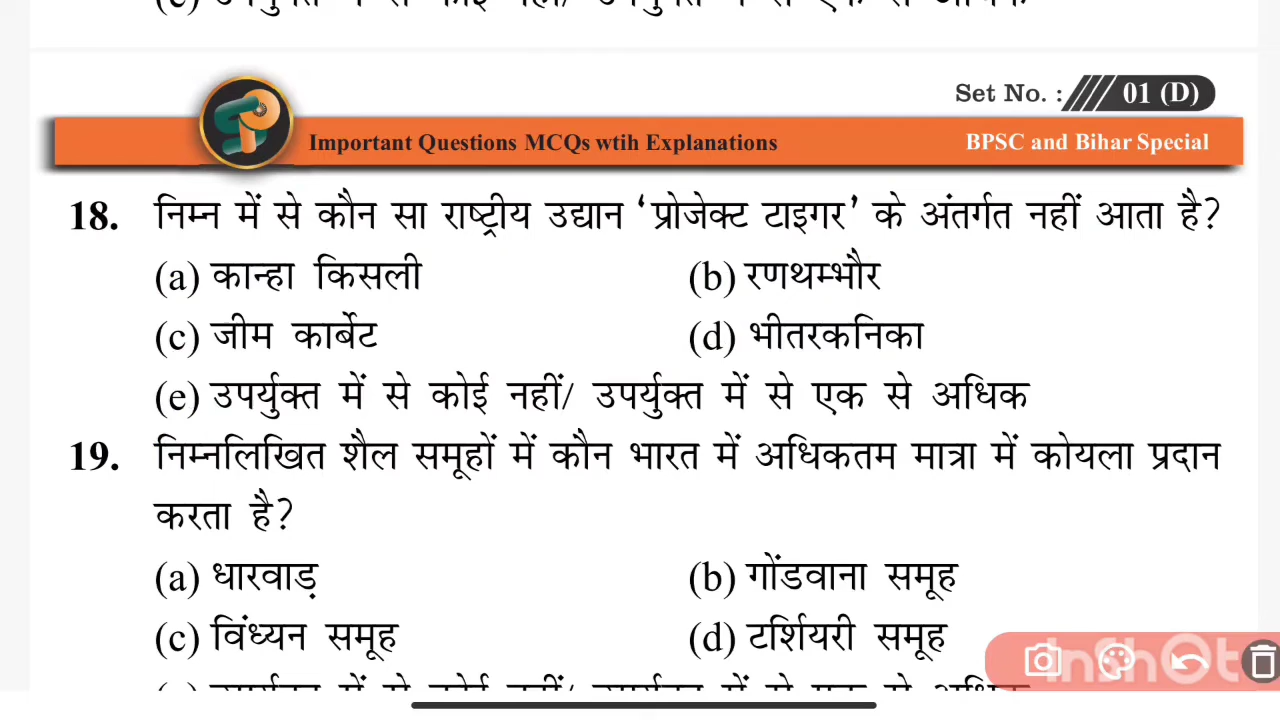 Set No. : 01 (D)
Important Questions MCQs wtih Explanations BPSC and Bihar Special
18. निम्न में से कौन सा राष्ट्रीय उद्यान ‘प्रोजेक्ट टाइगर’ के अंतर्गत नहीं आता है?
(a) कान्हा किसली (b) रणथम्भौर
(c) जीम कार्बेट (d) भीतरकनिका
(e) उपर्युक्त में से कोई नहीं/ उपर्युक्त में से एक से अधिक
19. निम्नलिखित शैल समूहों में कौन भारत में अधिकतम मात्रा में कोयला प्रदान
करता है?
(a) धारवाड़ (b) गोंडवाना समूह
(c) विंध्यन समूह (d) टर्शियरी समूह
InShOt